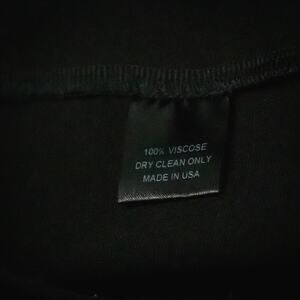 100% VISCOSE
DRY CLEAN ONLY
MADE IN USA